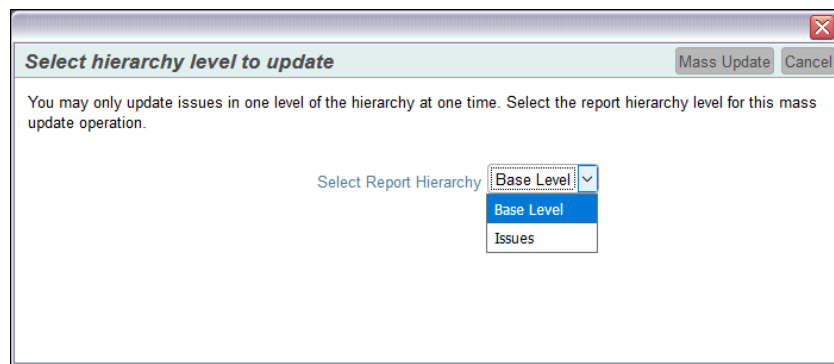 Select hierarchy level to update
Mass Update
Cancel
You may only update issues in one level of the hierarchy at one time. Select the report hierarchy level for this mass
update operation.
Select Report Hierarchy
Base Level
Base Level
Issues